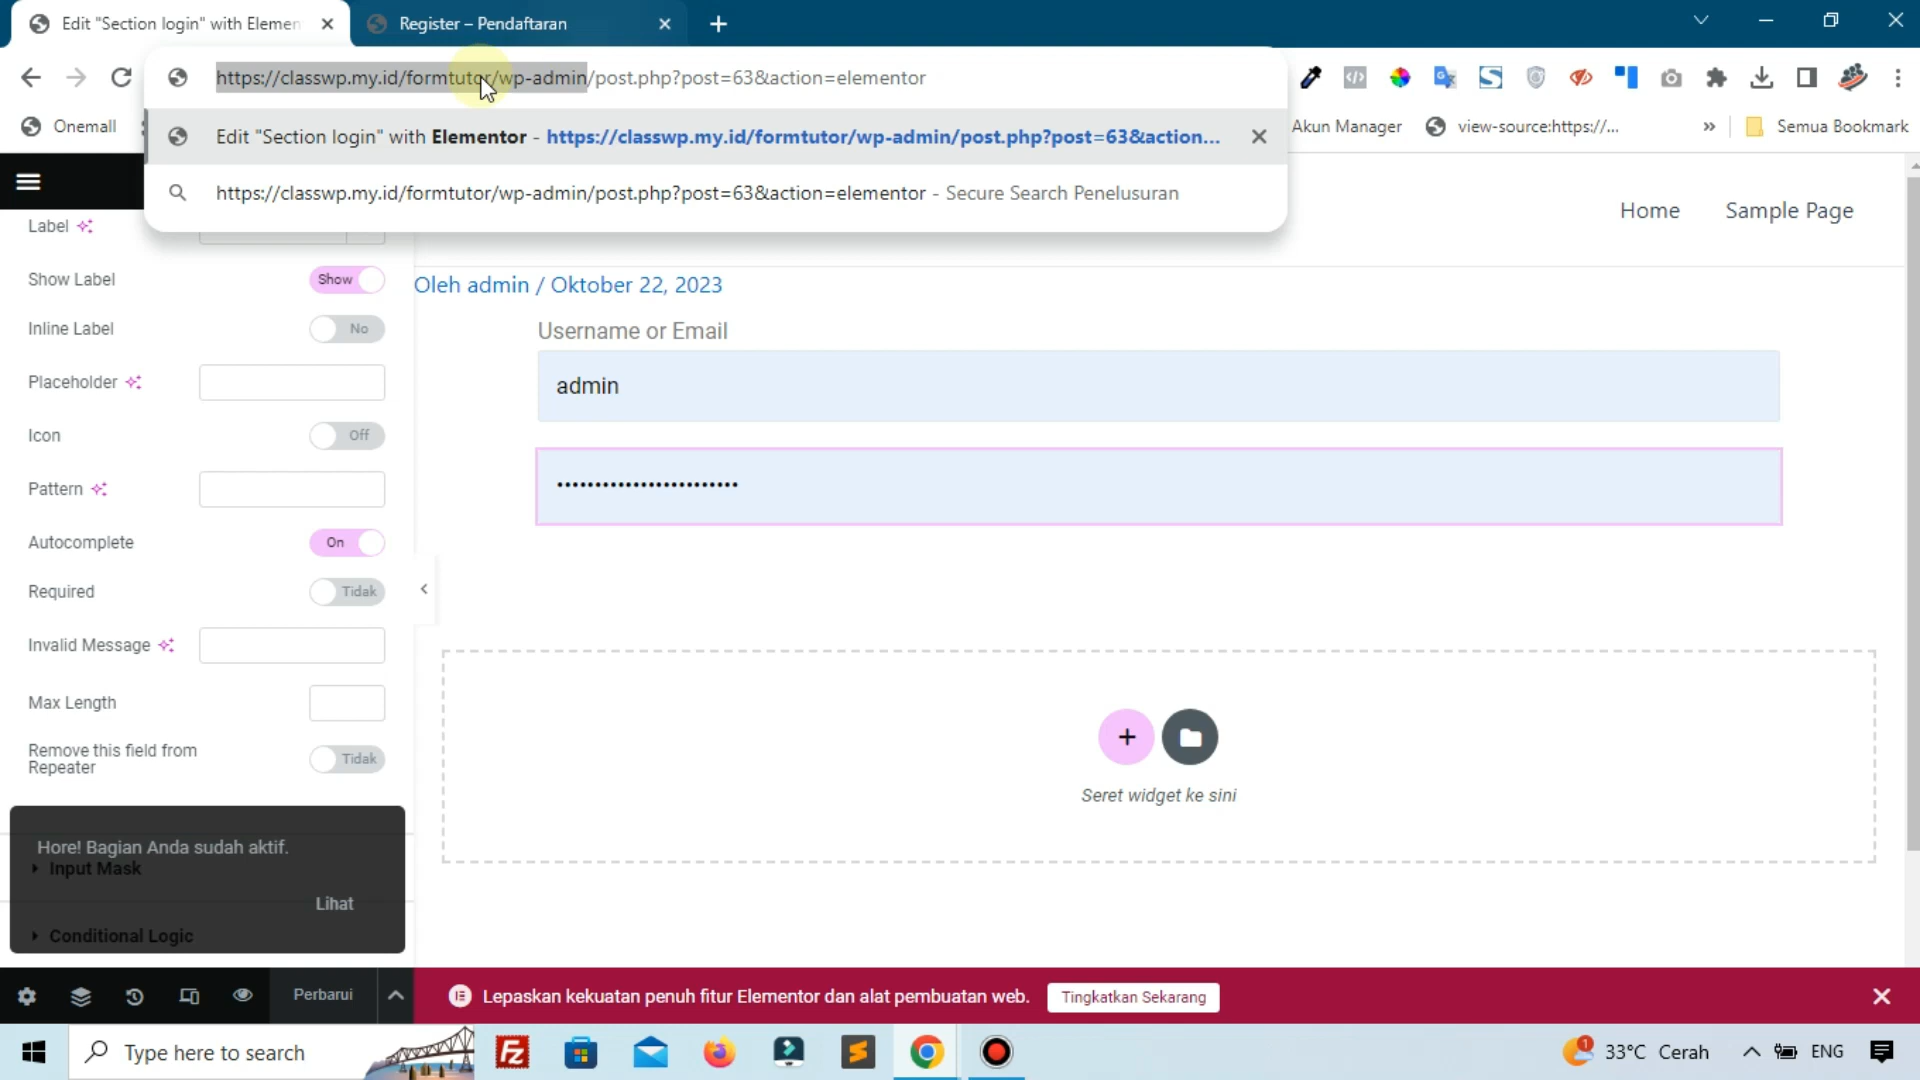 Edit "Section login" with Elemen
Register – Pendaftaran
https://classwp.my.id/formtutor/wp-admin/post.php?post=63&action=elementor
Onemall
Edit "Section login" with Elementor - https://classwp.my.id/formtutor/wp-admin/post.php?post=63&action...
https://classwp.my.id/formtutor/wp-admin/post.php?post=63&action=elementor - Secure Search Penelusuran
Akun Manager
view-source:https://...
»
Semua Bookmark
Home
Sample Page
Label
Show Label
Show
Inline Label
No
Placeholder
Icon
Off
Pattern
Autocomplete
On
Required
Tidak
Invalid Message
Max Length
Remove this field from
Repeater
Tidak
Hore! Bagian Anda sudah aktif.
Input Mask
Lihat
Conditional Logic
Perbarui
Oleh admin / Oktober 22, 2023
Username or Email
admin
••••••••••••••••••••••••
Seret widget ke sini
Lepaskan kekuatan penuh fitur Elementor dan alat pembuatan web.
Tingkatkan Sekarang
Type here to search
Fz
1
33°C Cerah
ENG